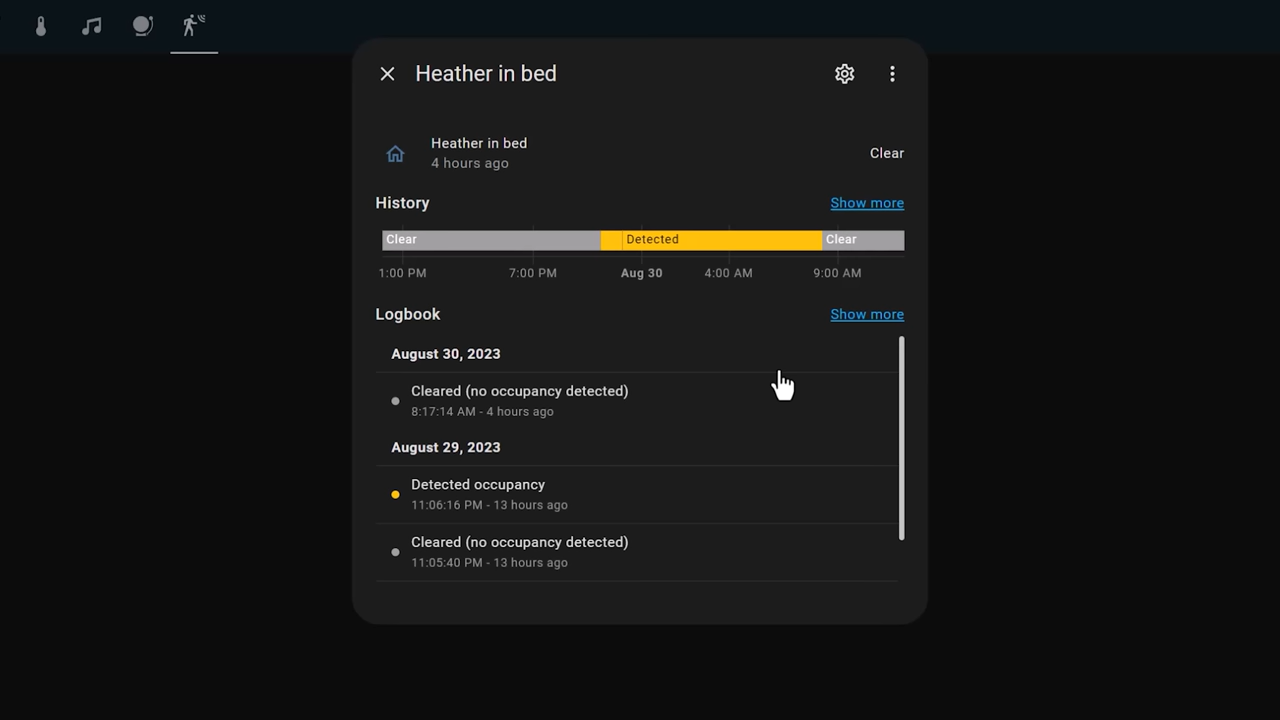 Heather in bed
Heather in bed
4 hours ago
Clear
History
Show more
Clear
Detected
Clear
1:00 PM
7:00 PM
Aug 30
4:00 AM
9:00 AM
Logbook
Show more
August 30, 2023
Cleared (no occupancy detected)
8:17:14 AM - 4 hours ago
August 29, 2023
Detected occupancy
11:06:16 PM - 13 hours ago
Cleared (no occupancy detected)
11:05:40 PM - 13 hours ago